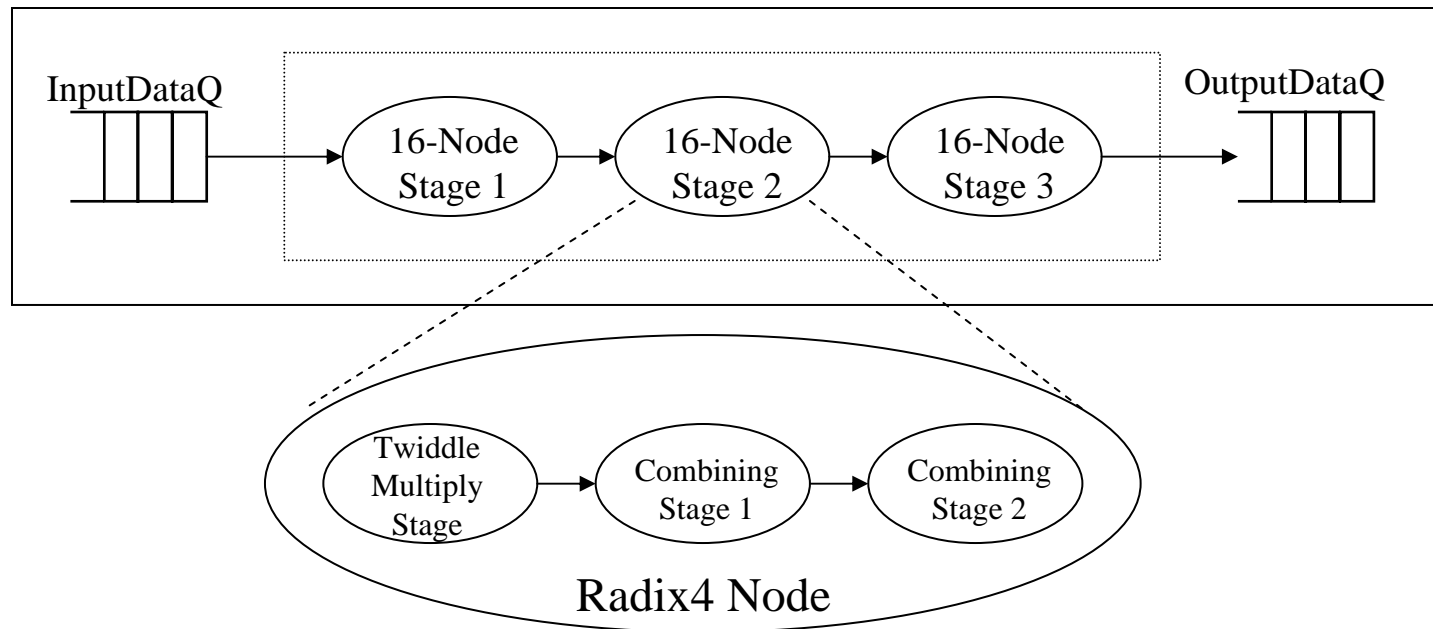 InputDataQ
OutputDataQ
16-Node
Stage 1
16-Node
Stage 2
16-Node
Stage 3
Twiddle
Multiply
Stage
Combining
Stage 1
Combining
Stage 2
Radix4 Node